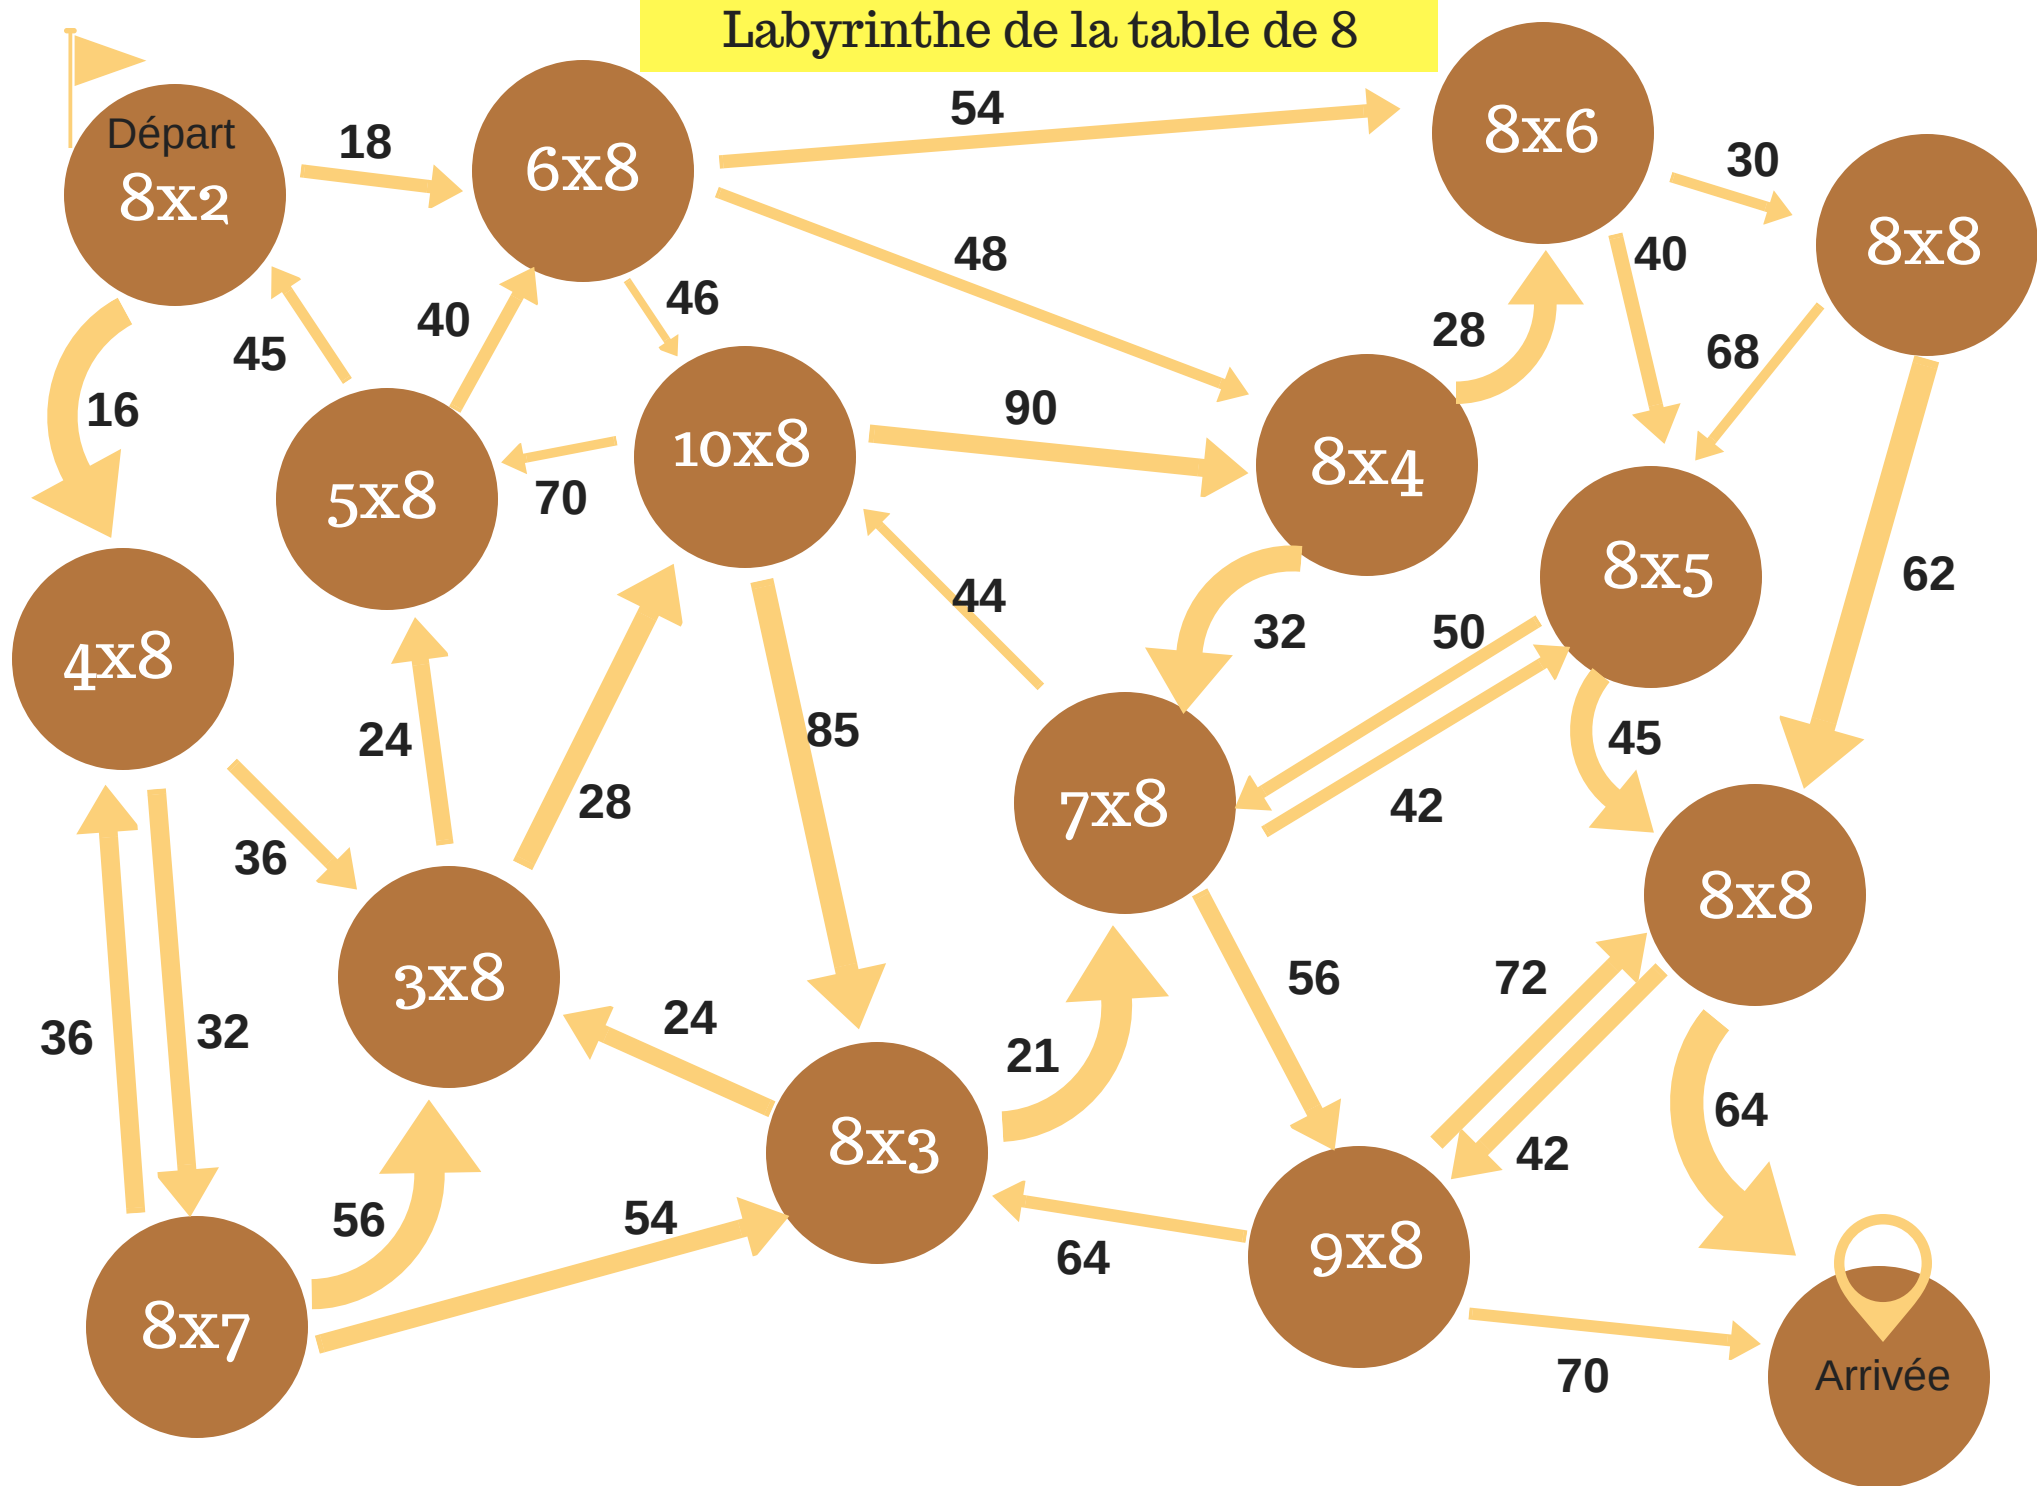 Labyrinthe de la table de 8
Départ
8x2
18
6x8
54
8x6
30
8x8
48
40
46
45
40
28
68
16
90
10x8
8x4
5x8
70
8x5
62
44
32
50
4x8
24
85
45
28
42
7x8
36
8x8
3x8
56
72
36
32
24
21
64
8x3
42
56
54
64
9x8
8x7
70
Arrivée